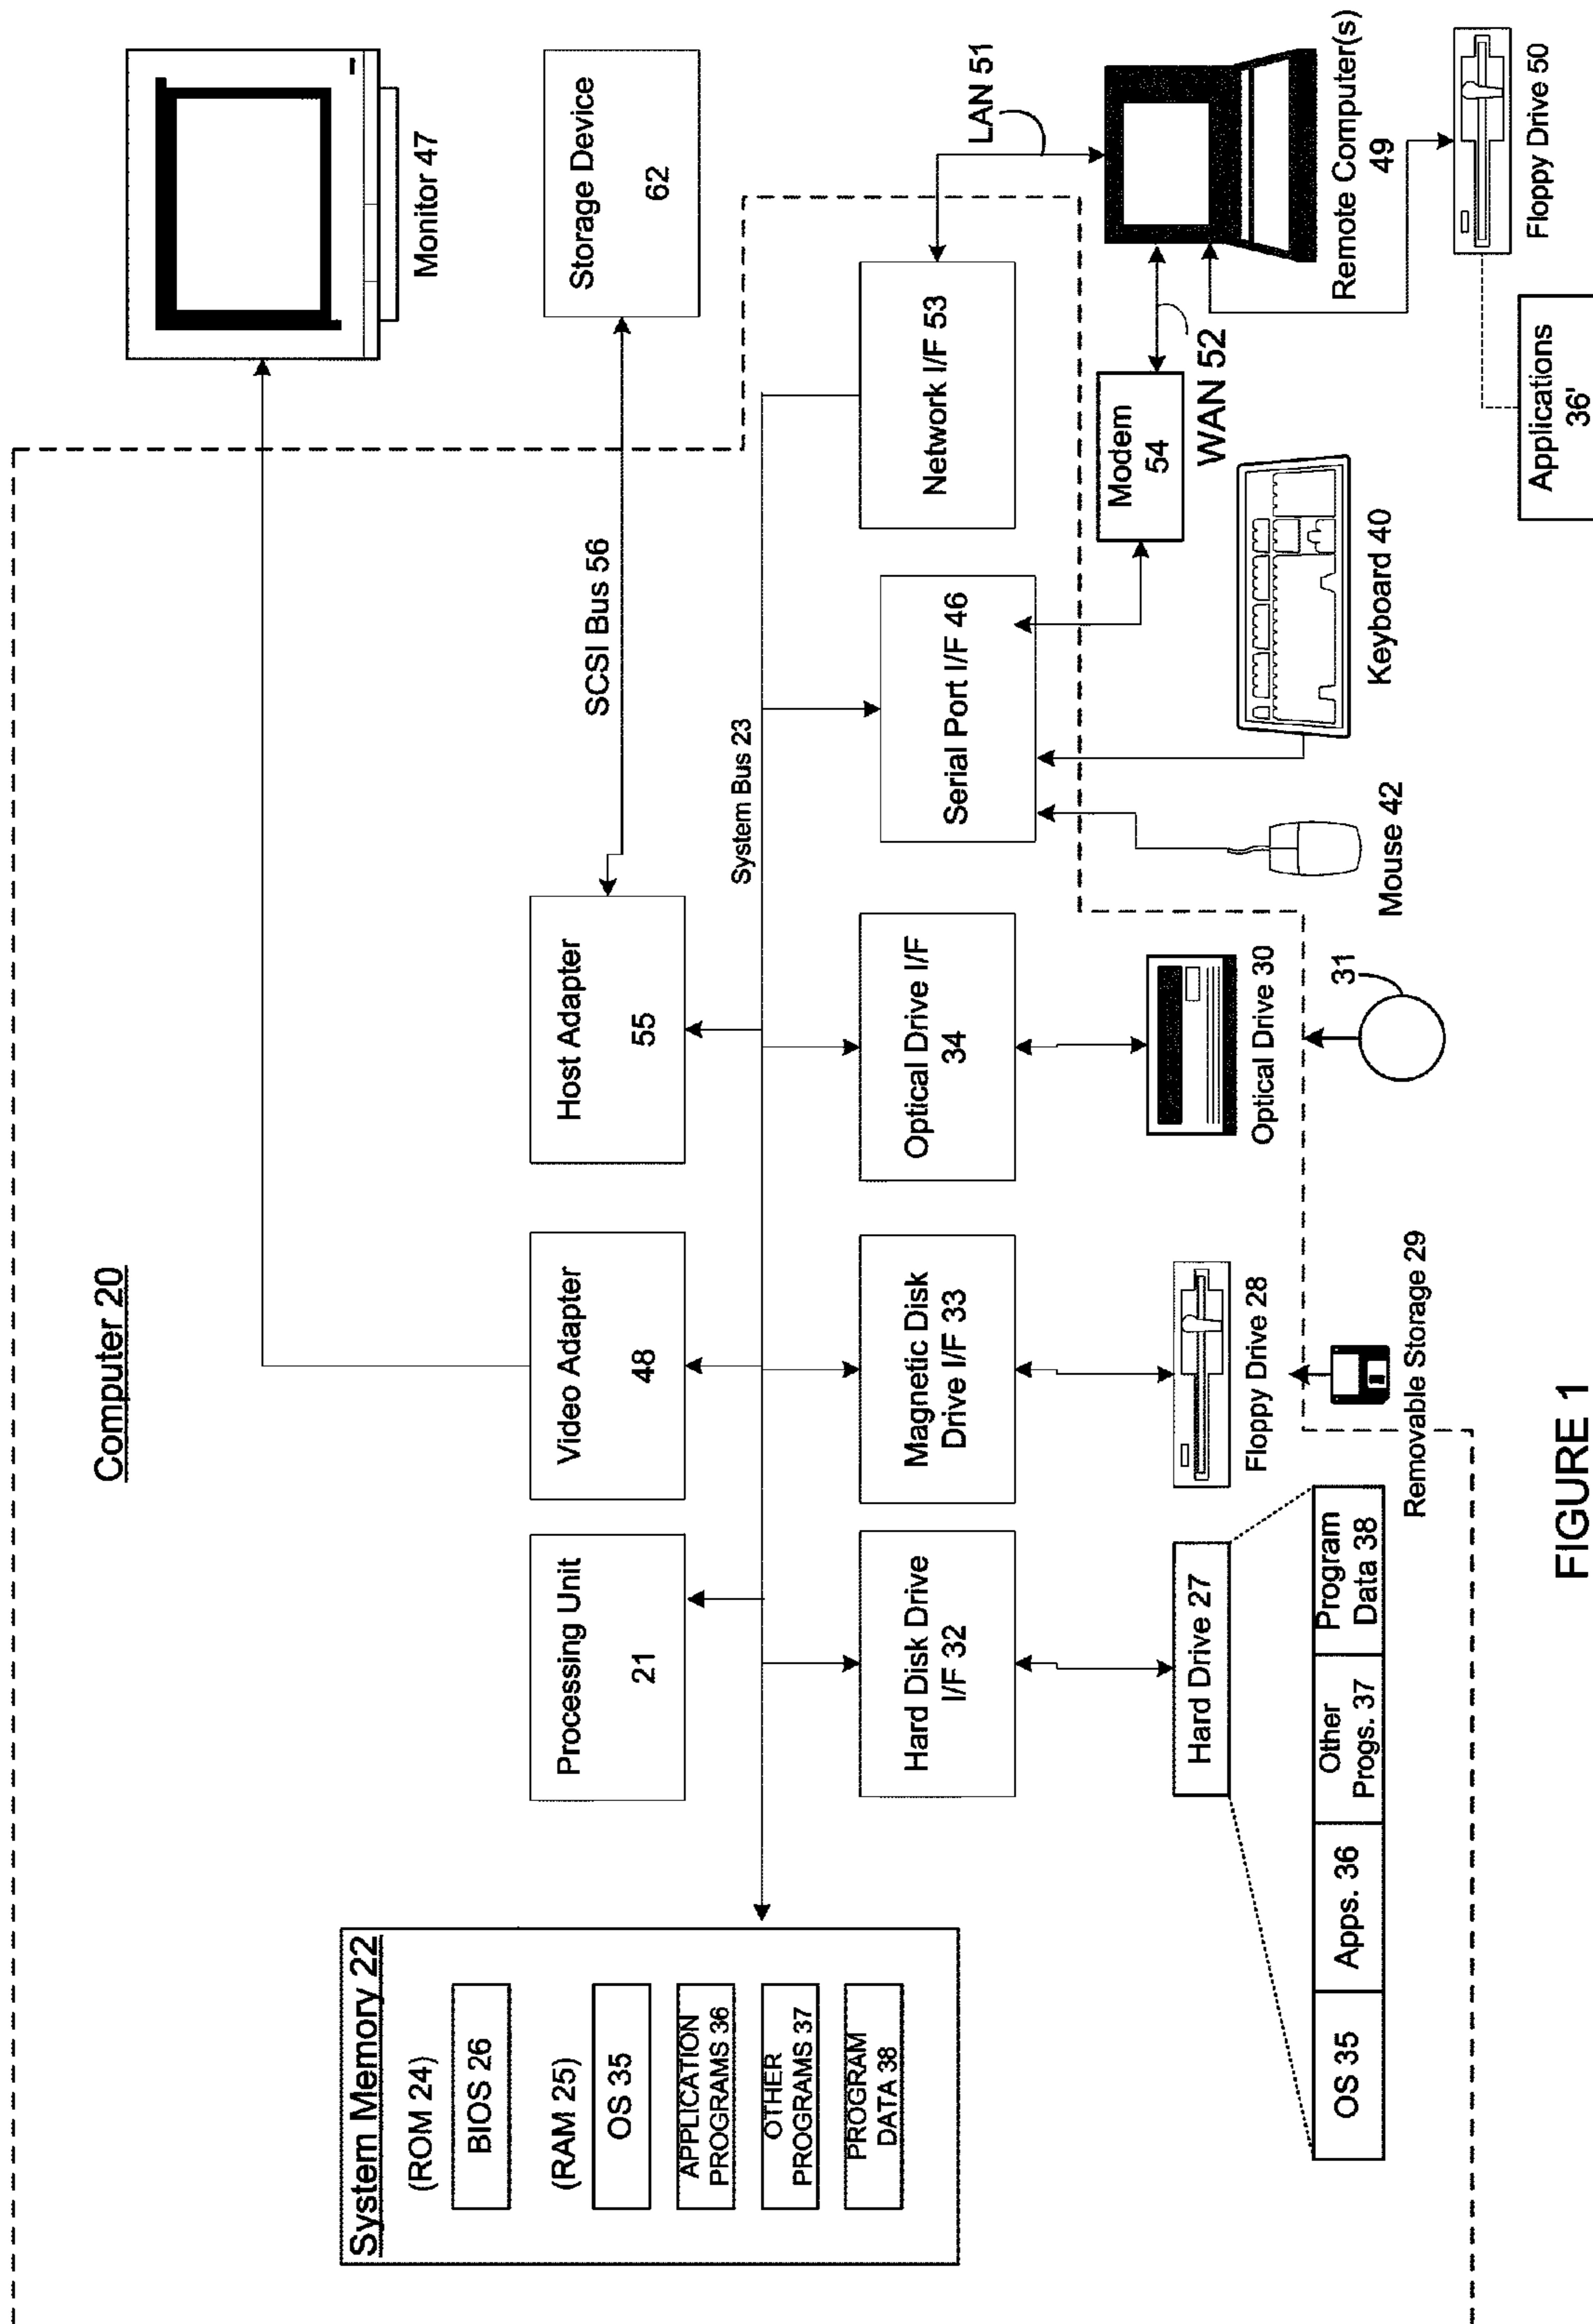 Computer 20
System Memory 22
(ROM 24)
BIOS 26
(RAM 25)
OS 35
APPLICATION
PROGRAMS 36
OTHER
PROGRAMS 37
PROGRAM
DATA 38
Processing Unit
21
Video Adapter
48
Host Adapter
55
SCSI Bus 56
Monitor 47
Storage Device
62
System Bus 23
Hard Disk Drive
I/F 32
Magnetic Disk
Drive I/F 33
Optical Drive I/F
34
Serial Port I/F 46
Network I/F 53
LAN 51
Hard Drive 27
Floppy Drive 28
Optical Drive 30
Modem
54
WAN 52
Remote Computer(s)
49
OS 35
Apps. 36
Other
Progs. 37
Program
Data 38
Removable Storage 29
31
Mouse 42
Keyboard 40
Floppy Drive 50
Applications
36'
FIGURE 1